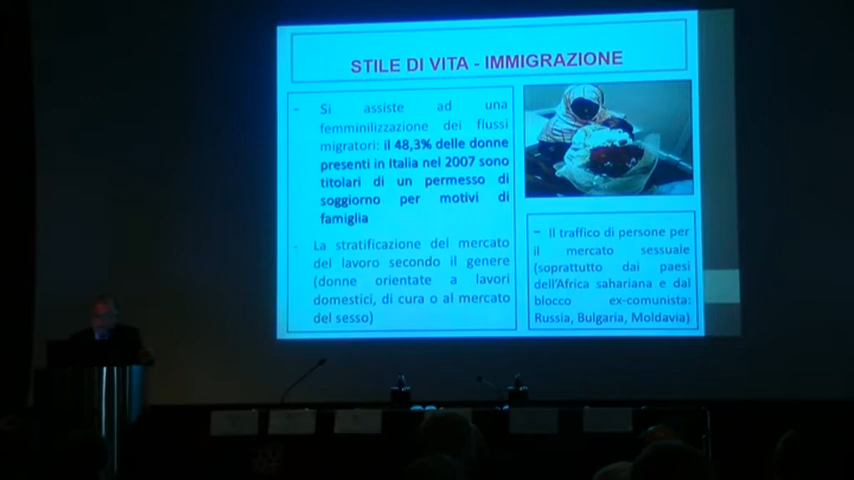 STILE DI VITA - IMMIGRAZIONE
- Si assiste ad una
femminilizzazione dei flussi
migratori: il 48,3% delle donne
presenti in Italia nel 2007 sono
titolari di un permesso di
soggiorno per motivi di
famiglia
- La stratificazione del mercato
del lavoro secondo il genere
(donne orientate a lavori
domestici, di cura o al mercato
del sesso)
- Il traffico di persone per
il mercato sessuale
(soprattutto dai paesi
dell'Africa sahariana e dal
blocco ex-comunista:
Russia, Bulgaria, Moldavia)